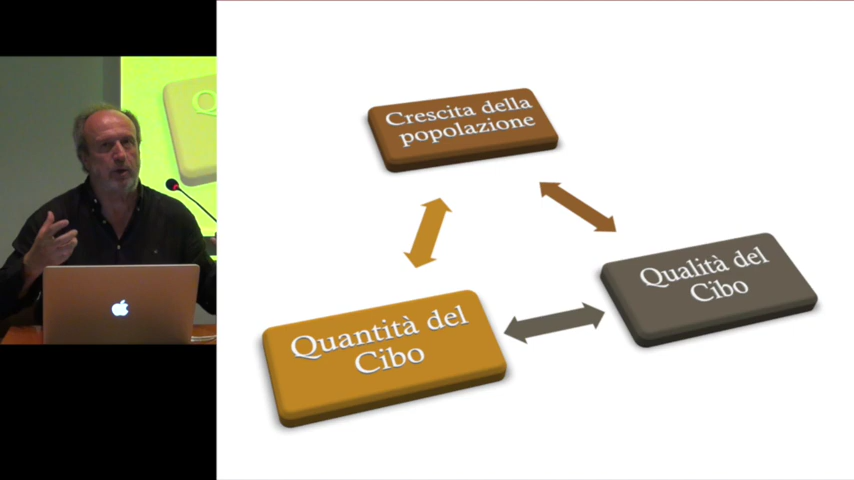 Crescita della
popolazione
Qualità del
Cibo
Quantità del
Cibo